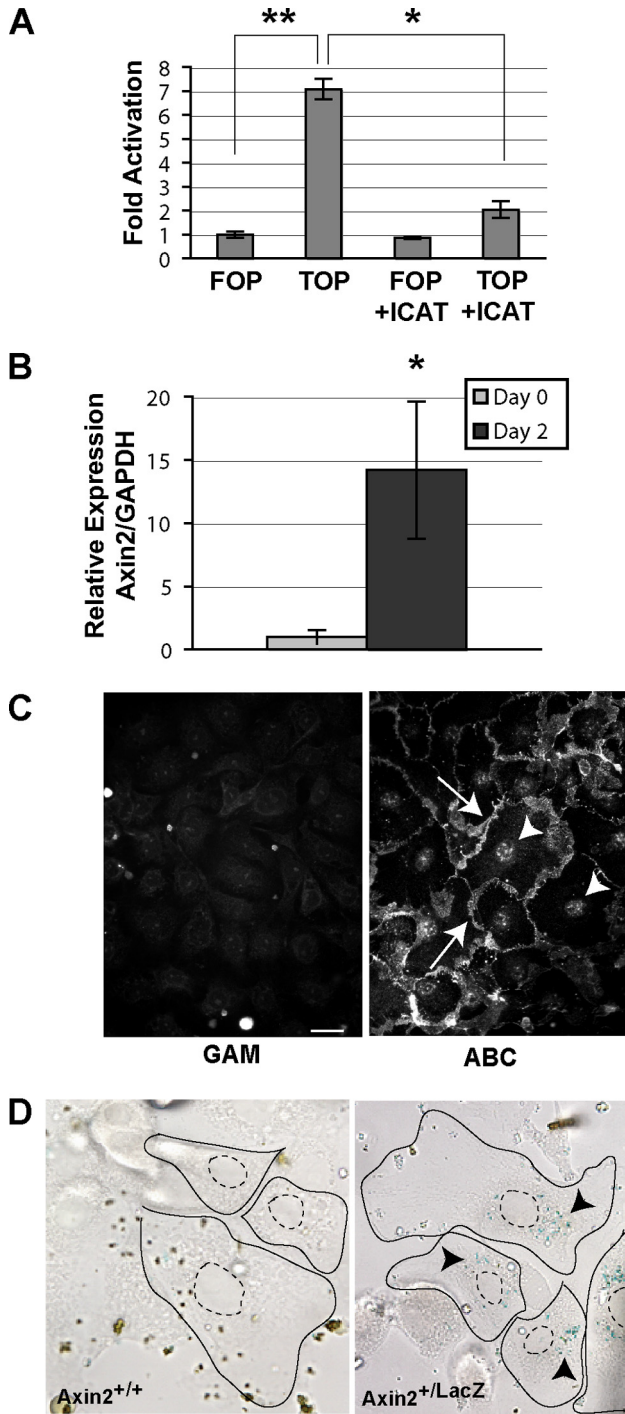 A
** *
Fold Activation
8
7
6
5
4
3
2
1
0
FOP TOP FOP +ICAT TOP +ICAT
B
*
Day 0
Day 2
Relative Expression
Axin2/GAPDH
20
15
10
5
0
C
GAM ABC
D
Axin2+/+ Axin2+/LacZ